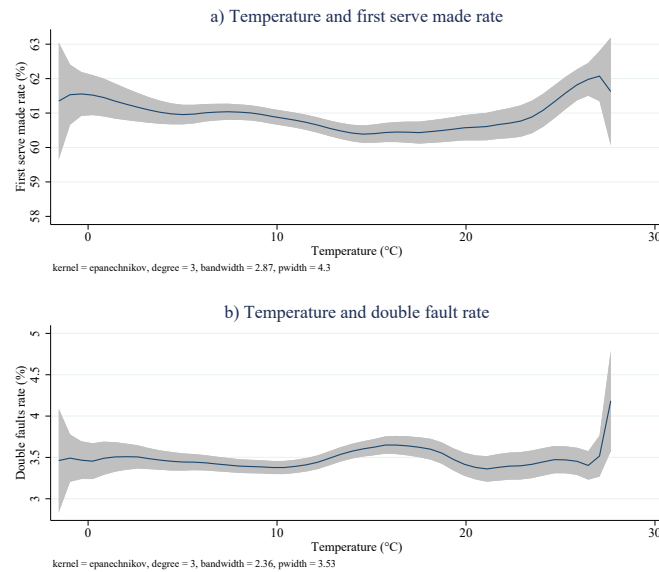 a) Temperature and first serve made rate
First serve made rate (%)
63
62
61
60
59
58
0 10 20 30
Temperature (°C)
kernel = epanechnikov, degree = 3, bandwidth = 2.87, pwidth = 4.3
b) Temperature and double fault rate
Double faults rate (%)
5
4.5
4
3.5
3
0 10 20 30
Temperature (°C)
kernel = epanechnikov, degree = 3, bandwidth = 2.36, pwidth = 3.53